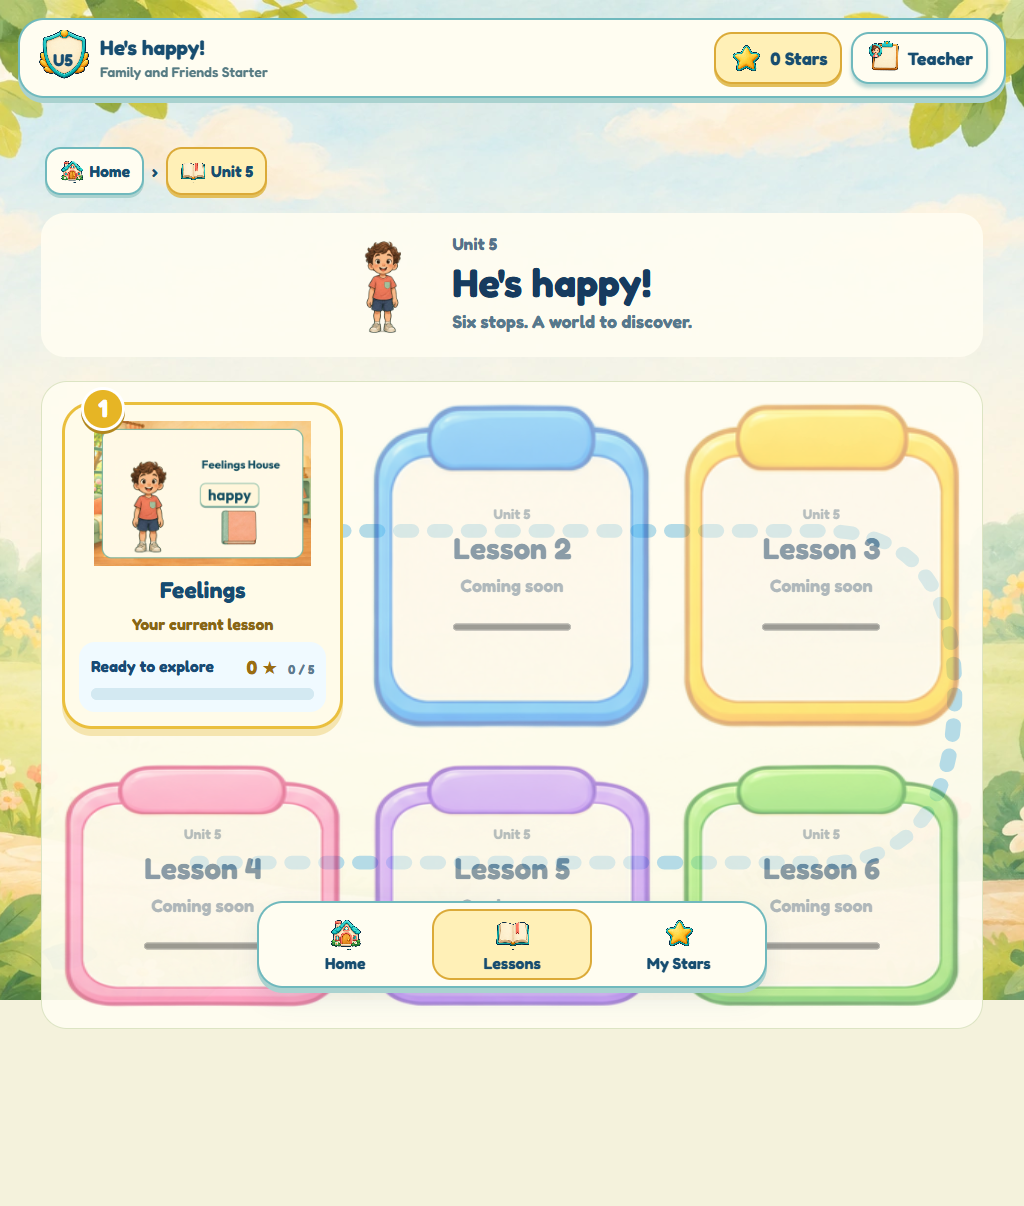 U5
He's happy!
Family and Friends Starter
0 Stars
Teacher
Home
›
Unit 5
Unit 5
He's happy!
Six stops. A world to discover.
1
Feelings House
happy
Feelings
Your current lesson
Ready to explore
0 ★
0 / 5
Unit 5
Lesson 2
Coming soon
Unit 5
Lesson 3
Coming soon
Unit 5
Lesson 4
Coming soon
Unit 5
Lesson 5
Unit 5
Lesson 6
Coming soon
Home
Lessons
My Stars